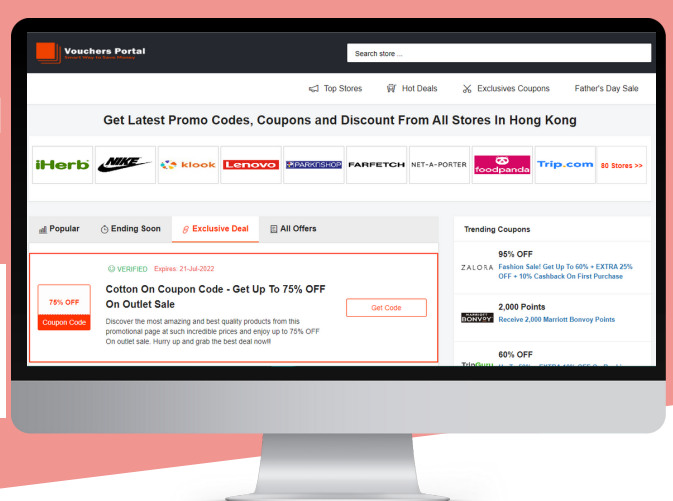 Vouchers Portal
Smart Way to Save Money
Search store ...
Top Stores
Hot Deals
Exclusives Coupons
Father's Day Sale
Get Latest Promo Codes, Coupons and Discount From All Stores In Hong Kong
iHerb
NIKE
klook
Lenovo
PARKnSHOP
FARFETCH
NET-A-PORTER
foodpanda
Trip.com
80 Stores >>
Popular
Ending Soon
Exclusive Deal
All Offers
Trending Coupons
VERIFIED Expires: 21-Jul-2022
75% OFF
Coupon Code
Cotton On Coupon Code - Get Up To 75% OFF
On Outlet Sale
Discover the most amazing and best quality products from this
promotional page at such incredible prices and enjoy up to 75% OFF
On outlet sale. Hurry up and grab the best deal now!!!
Get Code
ZALORA
95% OFF
Fashion Sale! Get Up To 60% + EXTRA 25%
OFF + 10% Cashback On First Purchase
MARRIOTT
BONVOY
2,000 Points
Receive 2,000 Marriott Bonvoy Points
TripGuru
60% OFF